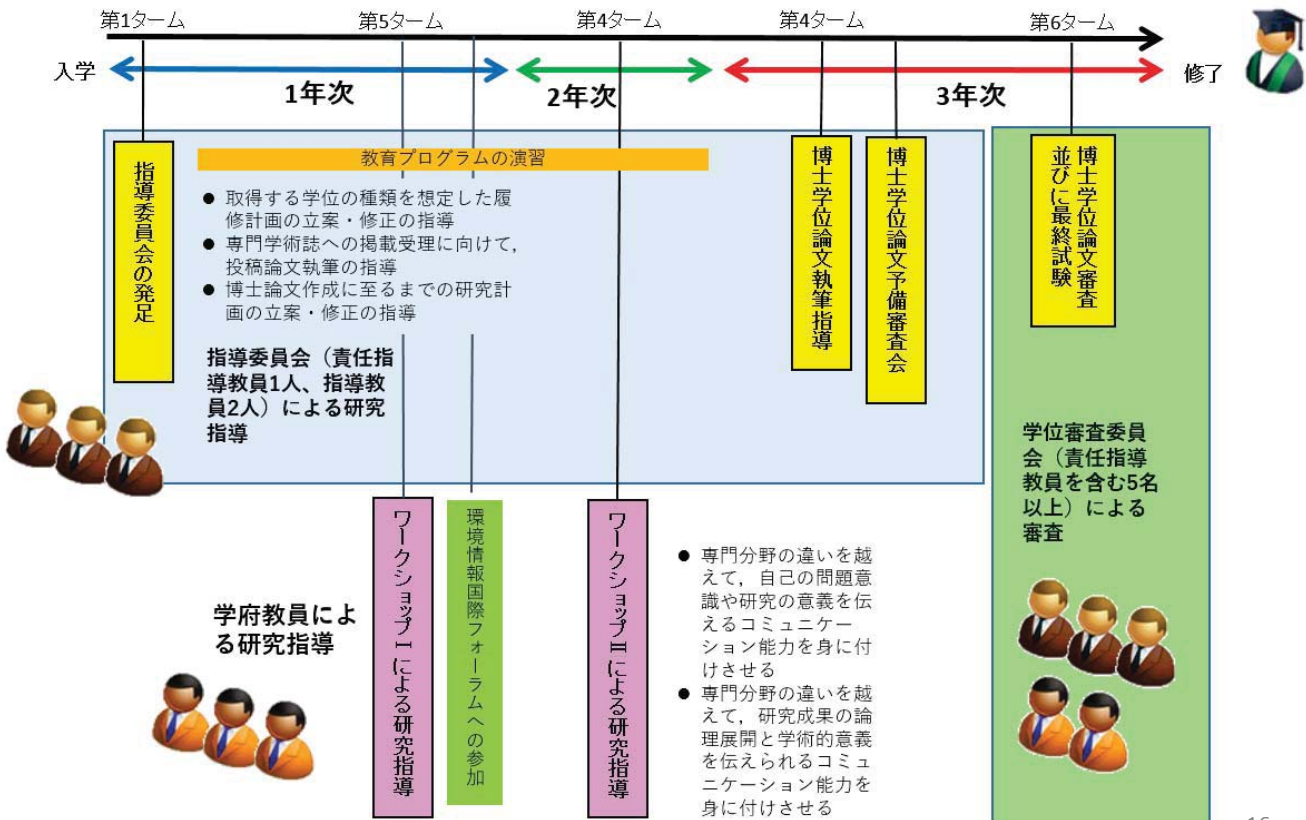 第1ターム
第5ターム
第4ターム
第4ターム
第6ターム
入学
修了
1年次
2年次
3年次
指導委員会の発足
教育プログラムの演習
● 取得する学位の種類を想定した履
修計画の立案・修正の指導
● 専門学術誌への掲載受理に向けて,
投稿論文執筆の指導
● 博士論文作成に至るまでの研究計
画の立案・修正の指導
指導委員会（責任指
導教員1人、指導教
員2人）による研究
指導
博士学位論文執筆指導
博士学位論文予備審査会
博士学位論文審査
並びに最終試験
学位審査委員
会（責任指導
教員を含む5名
以上）による
審査
学府教員によ
る研究指導
ワークショップⅠによる研究指導
環境情報国際フォーラムへの参加
ワークショップⅡによる研究指導
● 専門分野の違いを越
えて，自己の問題意
識や研究の意義を伝
えるコミュニケー
ション能力を身に付
けさせる
● 専門分野の違いを越
えて，研究成果の論
理展開と学術的意義
を伝えられるコミュ
ニケーション能力を
身に付けさせる